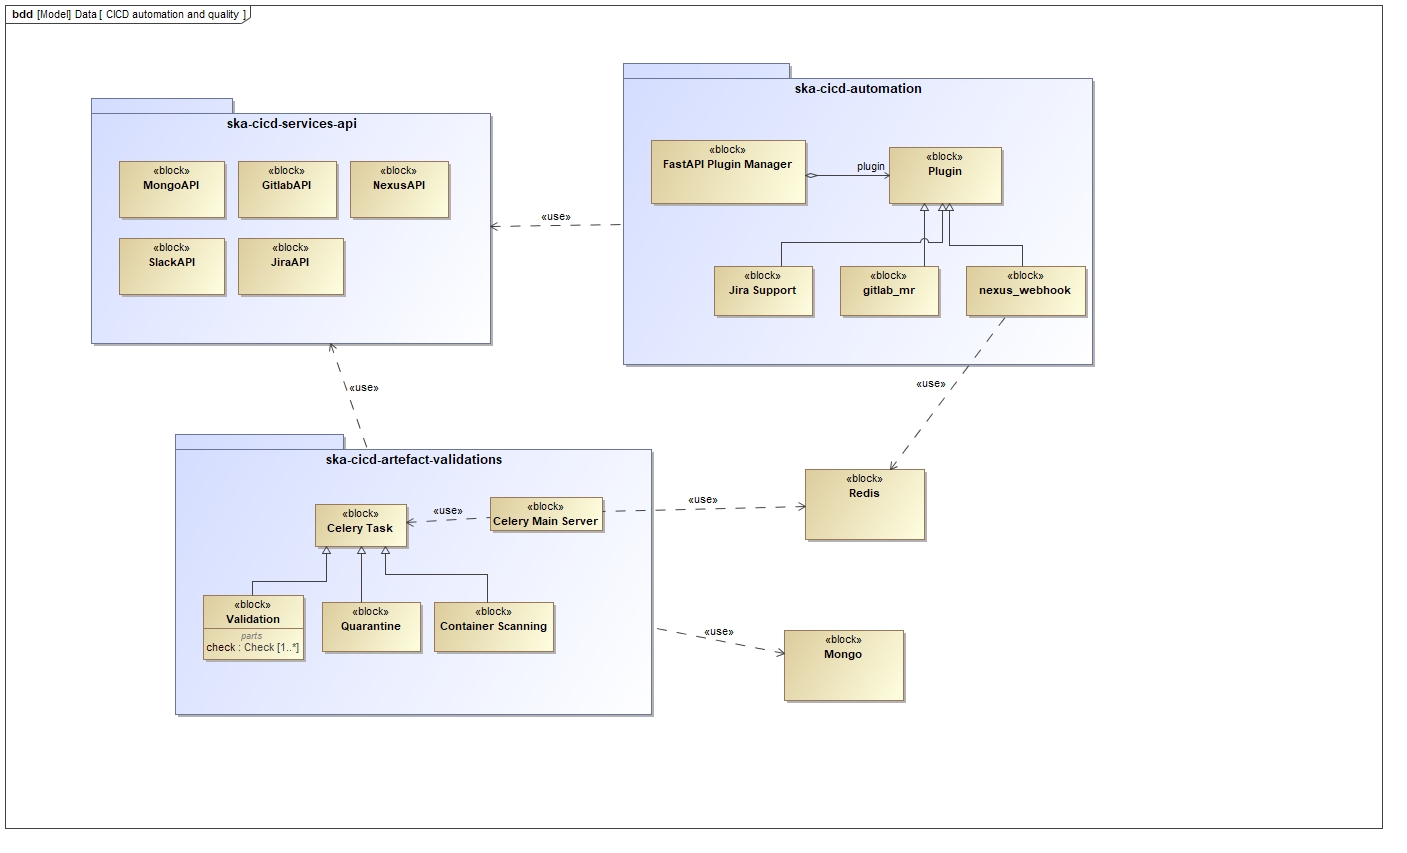 bdd [Model] Data [ CICD automation and quality ]
ska-cicd-services-api
«block»
MongoAPI
«block»
GitlabAPI
«block»
NexusAPI
«block»
SlackAPI
«block»
JiraAPI
«use»
ska-cicd-automation
«block»
FastAPI Plugin Manager
plugin
«block»
Plugin
«block»
Jira Support
«block»
gitlab_mr
«block»
nexus_webhook
«use»
«use»
ska-cicd-artefact-validations
«block»
Celery Task
«use»
«block»
Celery Main Server
«use»
«block»
Validation
parts
check : Check [1..*]
«block»
Quarantine
«block»
Container Scanning
«block»
Redis
«use»
«block»
Mongo